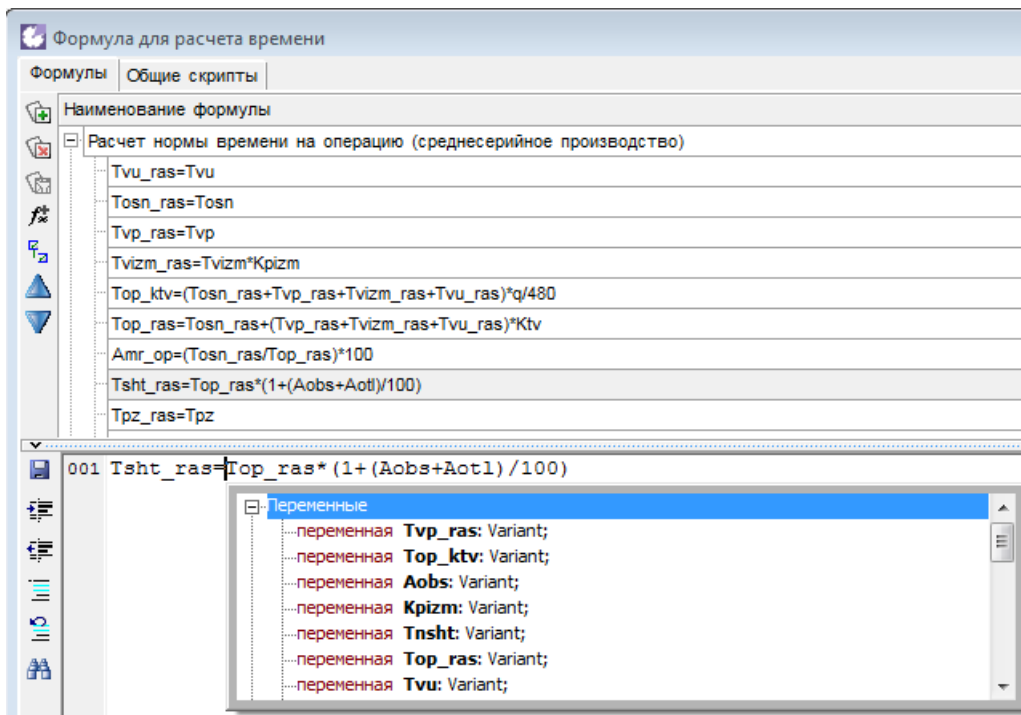 Формула для расчета времени
Формулы
Общие скрипты
Наименование формулы
Расчет нормы времени на операцию (среднесерийное производство)
Tvu_ras=Tvu
Tosn_ras=Tosn
Tvp_ras=Tvp
Tvizm_ras=Tvizm*Kpizm
Top_ktv=(Tosn_ras+Tvp_ras+Tvizm_ras+Tvu_ras)*q/480
Top_ras=Tosn_ras+(Tvp_ras+Tvizm_ras+Tvu_ras)*Ktv
Amr_op=(Tosn_ras/Top_ras)*100
Tsht_ras=Top_ras*(1+(Aobs+Aotl)/100)
Tpz_ras=Tpz
001 Tsht_ras=Top_ras*(1+(Aobs+Aotl)/100)
Переменные
переменная Tvp_ras: Variant;
переменная Top_ktv: Variant;
переменная Aobs: Variant;
переменная Kpizm: Variant;
переменная Tnsht: Variant;
переменная Top_ras: Variant;
переменная Tvu: Variant;